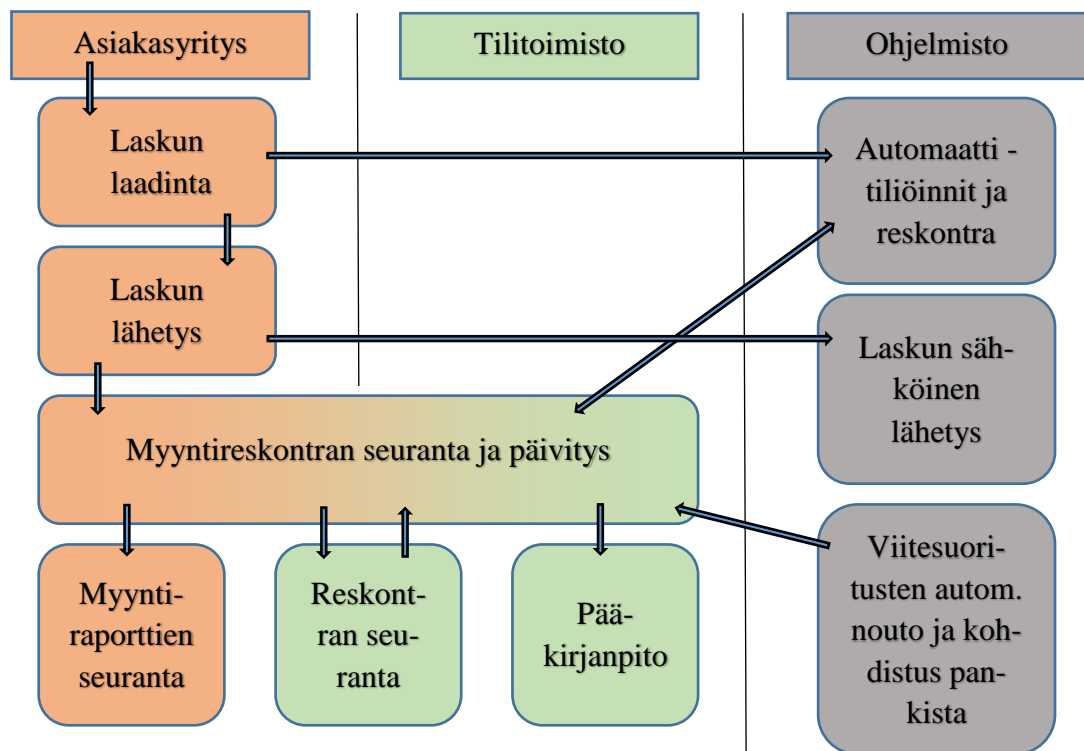 Asiakasyritys
Tilitoimisto
Ohjelmisto
Laskun
laadinta
Automaatti -
tiliöinnit ja
reskontra
Laskun
lähetys
Laskun säh-
köinen
lähetys
Myyntireskontran seuranta ja päivitys
Myynti-
raporttien
seuranta
Reskont-
ran seu-
ranta
Pää-
kirjanpito
Viitesuori-
tusten autom.
nouto ja koh-
distus pan-
kista